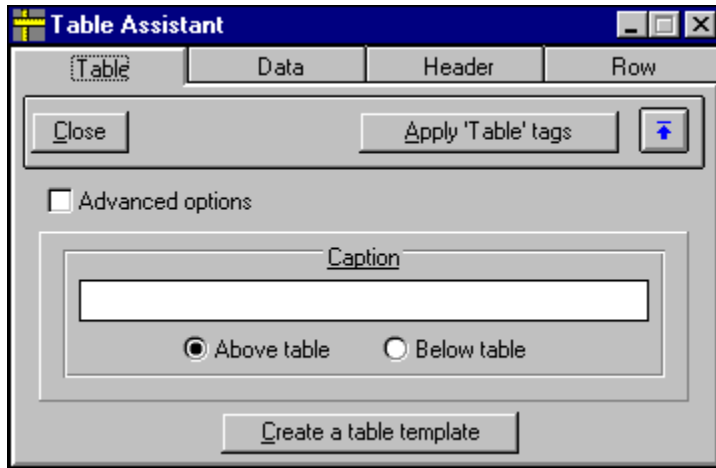 Table Assistant
Table Data Header Row
Close Apply 'Table' tags
Advanced options
Caption
Above table Below table
Create a table template